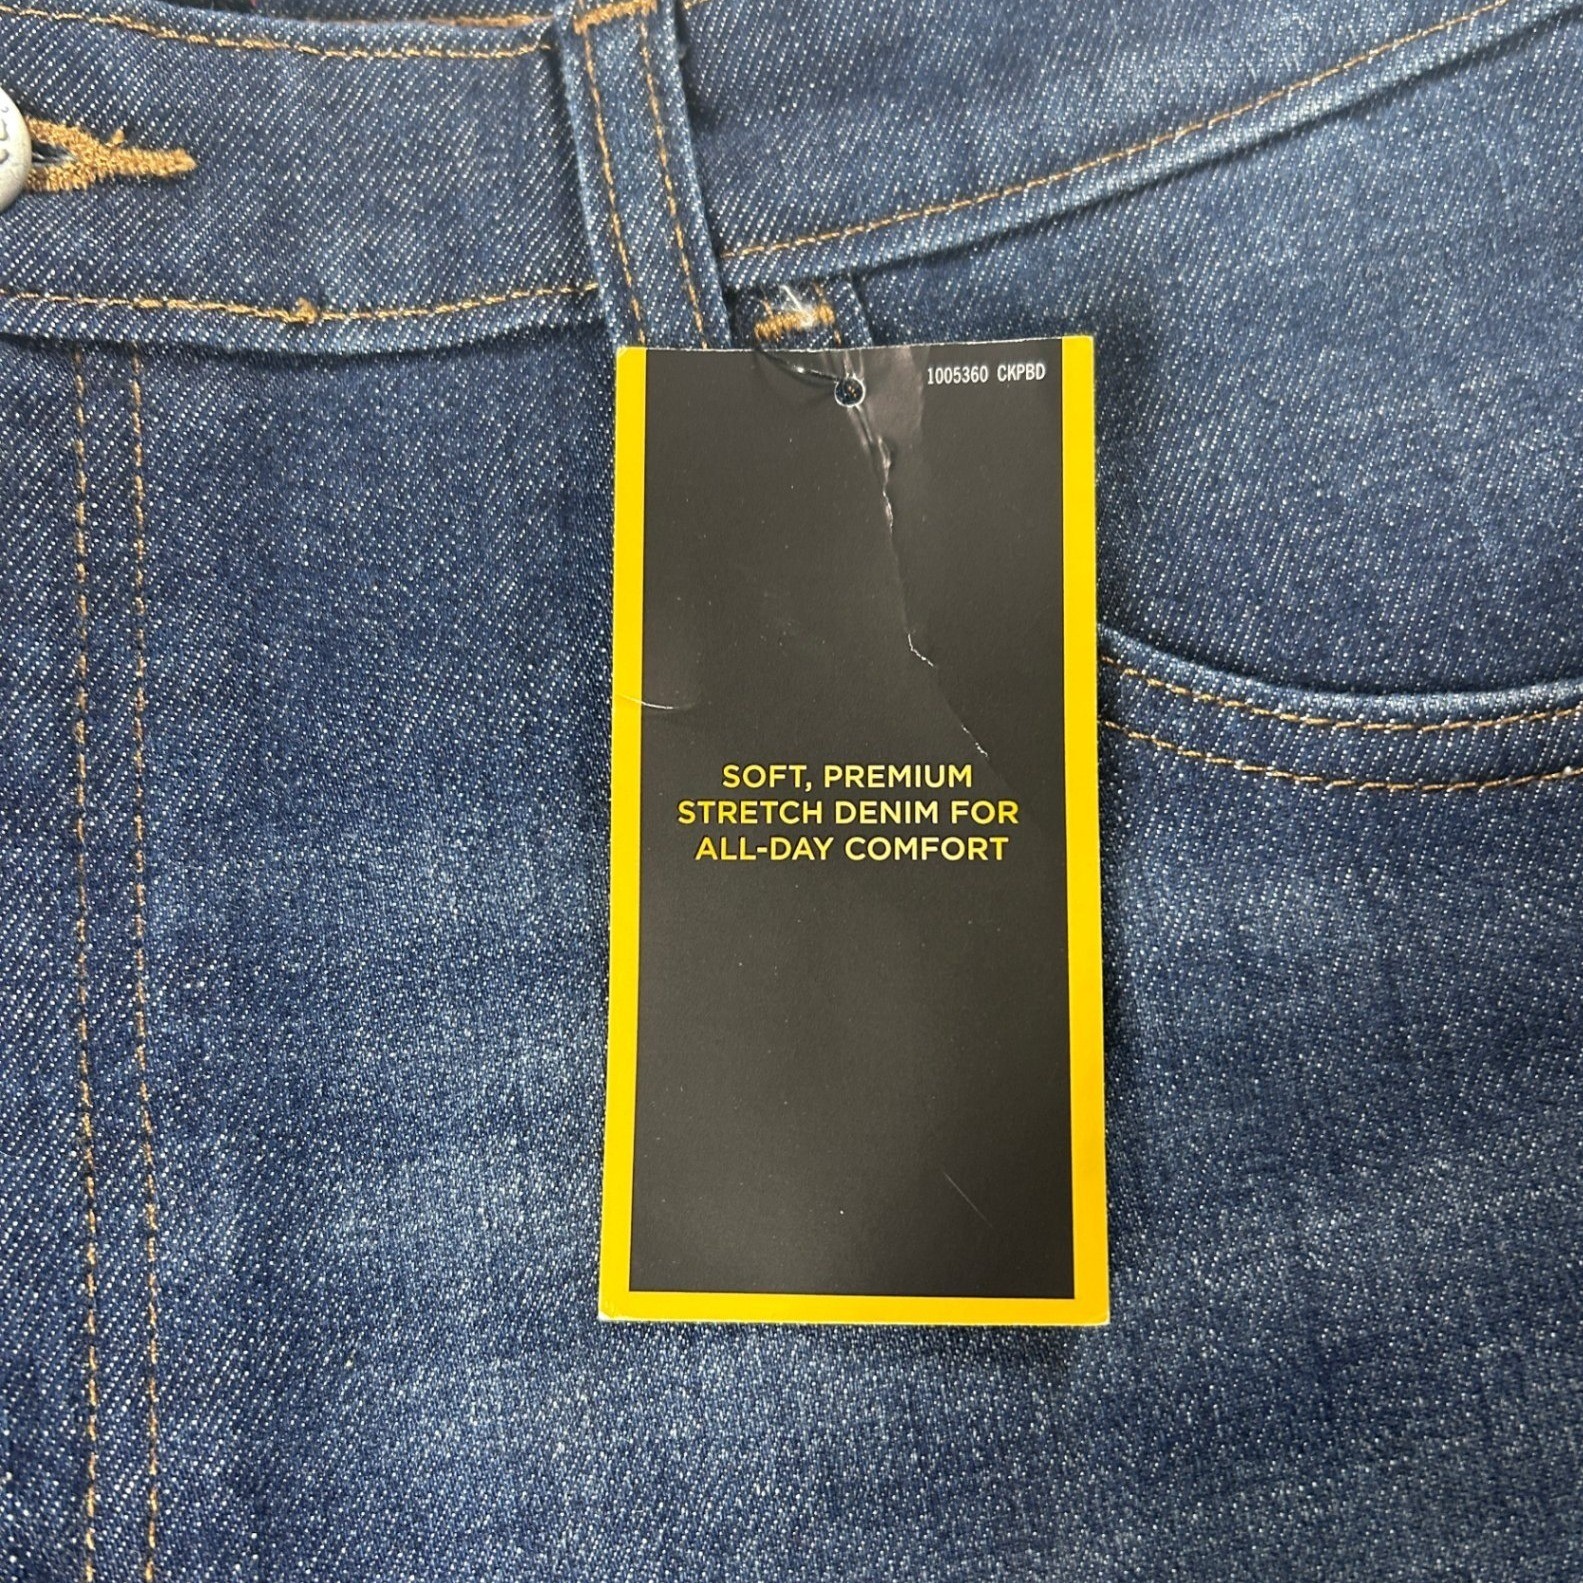 1005360 CKPBD
SOFT, PREMIUM
STRETCH DENIM FOR
ALL-DAY COMFORT